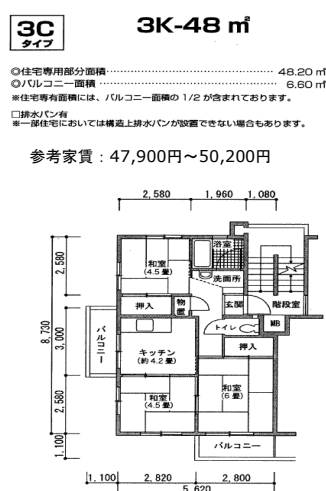 3C
タイプ
3K-48 ㎡
◎住宅専用部分面積 48.20 ㎡
◎バルコニー面積 6.60 ㎡
※住宅専有面積には、バルコニー面積の 1/2 が含まれております。
□排水パン有
※一部住宅においては構造上排水パンが設置できない場合もあります。
参考家賃：47,900円～50,200円
2,580 1,960 1,080
浴室
和室
(4.5 畳)
洗面所
2,580
押入
物置
玄関
階段室
トイレ
MB
8,730
3,000
バルコニー
キッチン
(約 4.2 畳)
押入
和室
(4.5 畳)
和室
(6 畳)
2,580
バルコニー
1,100
1,100 2,820 2,800
5,620